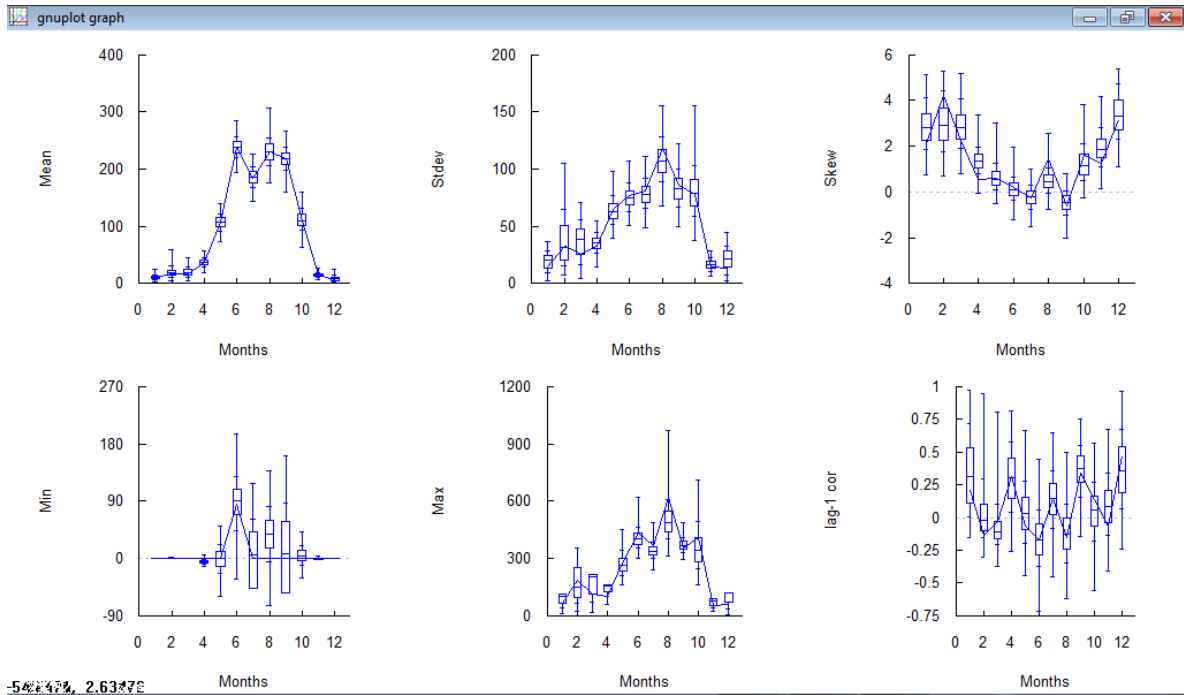 gnuplot graph
400
300
200
100
0
Mean
0 2 4 6 8 10 12
Months
200
150
100
50
0
Stdev
0 2 4 6 8 10 12
Months
6
4
2
0
-2
-4
Skew
0 2 4 6 8 10 12
Months
270
180
90
0
-90
Min
0 2 4 6 8 10 12
Months
1200
900
600
300
0
Max
0 2 4 6 8 10 12
Months
1
0.75
0.5
0.25
0
-0.25
-0.5
-0.75
lag-1 cor
0 2 4 6 8 10 12
Months